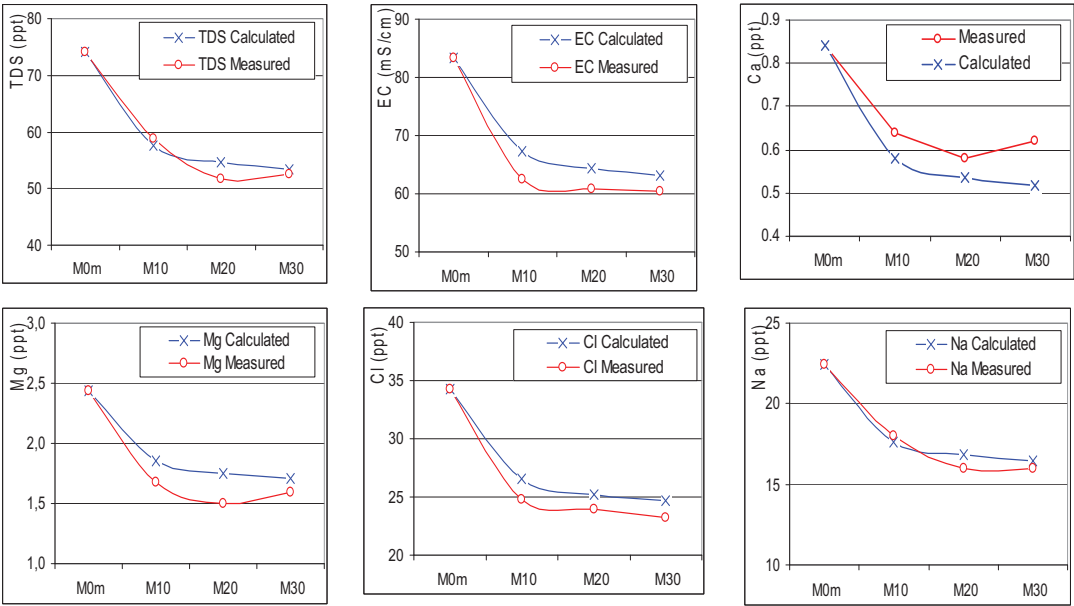 TDS (ppt)
80
70
60
50
40
TDS Calculated
TDS Measured
M0m M10 M20 M30
EC (mS/cm)
90
80
70
60
50
EC Calculated
EC Measured
M0m M10 M20 M30
Ca (ppt)
0.9
0.8
0.7
0.6
0.5
0.4
Measured
Calculated
M0m M10 M20 M30
Mg (ppt)
3,0
2,5
2,0
1,5
1,0
Mg Calculated
Mg Measured
M0m M10 M20 M30
Cl (ppt)
40
35
30
25
20
Cl Calculated
Cl Measured
M0m M10 M20 M30
Na (ppt)
25
20
15
10
Na Calculated
Na Measured
M0m M10 M20 M30